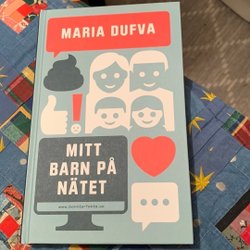 MARIA DUFVA
MITT
BARN PÅ
NÄTET